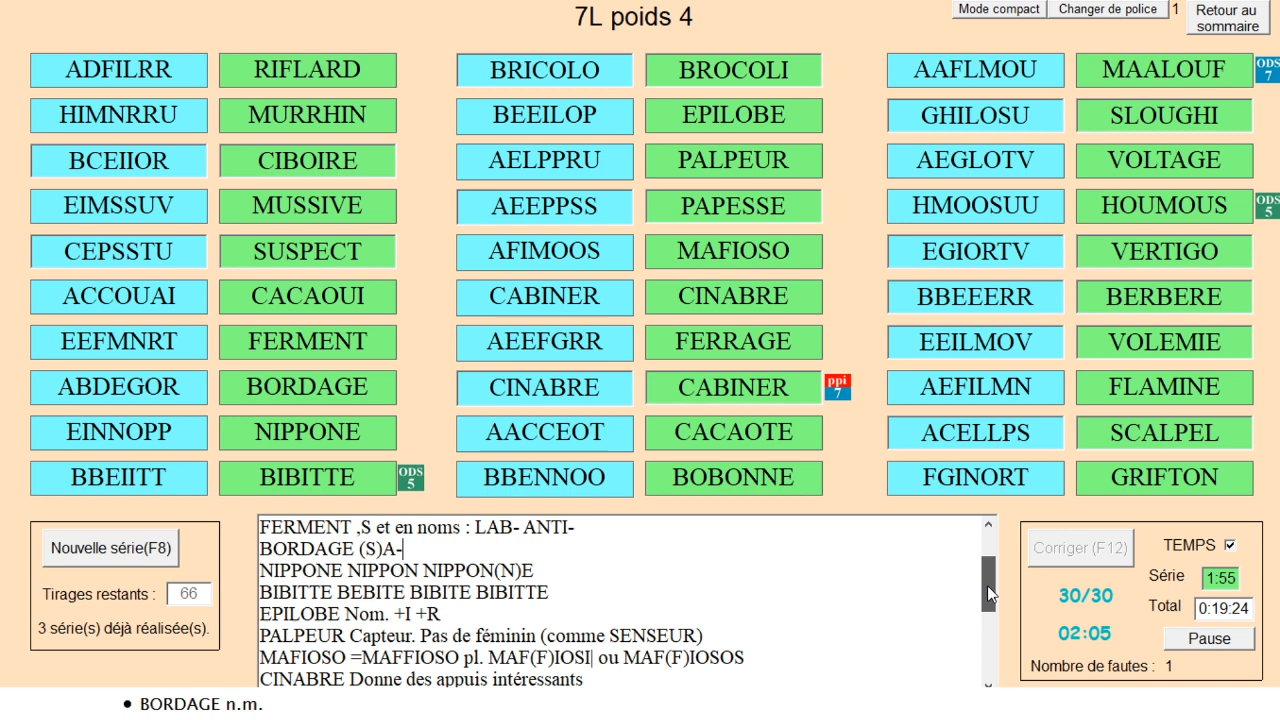 7L poids 4
Mode compact Changer de police 1 Retour au
sommaire
ADFILRR RIFLARD BRICOLO BROCOLI AAFLMOU MAALOUF ODS
7
HIMNRRU MURRHIN BEEILOP EPILOBE GHILOSU SLOUGHI
BCEIIOR CIBOIRE AELPPRU PALPEUR AEGLOTV VOLTAGE
EIMSSUV MUSSIVE AEEPPSS PAPESSE HMOOSUU HOUMOUS ODS
5
CEPSSTU SUSPECT AFIMOOS MAFIOSO EGIORTV VERTIGO
ACCOUAI CACAOUI CABINER CINABRE BBEEERR BERBERE
EEFMNRT FERMENT AEEFGRR FERRAGE EEILMOV VOLEMIE
ABDEGOR BORDAGE CINABRE CABINER ppi AEFILMN FLAMINE
7
EINNOPP NIPPONE AACCEOT CACAOTE ACELLPS SCALPEL
BBEIITT BIBITTE ODS BBENNOO BOBONNE FGINORT GRIFTON
5
Nouvelle série(F8)
Tirages restants : 66
3 série(s) déjà réalisée(s).
FERMENT ,S et en noms : LAB- ANTI-
BORDAGE (S)A-
NIPPONE NIPPON NIPPON(N)E
BIBITTE BEBITE BIBITE BIBITTE
EPILOBE Nom. +I +R
PALPEUR Capteur. Pas de féminin (comme SENSEUR)
MAFIOSO =MAFFIOSO pl. MAF(F)IOSI| ou MAF(F)IOSOS
CINABRE Donne des appuis intéressants
Corriger (F12) TEMPS
Série 1:55
30/30
Total 0:19:24
02:05
Pause
Nombre de fautes : 1
• BORDAGE n.m.